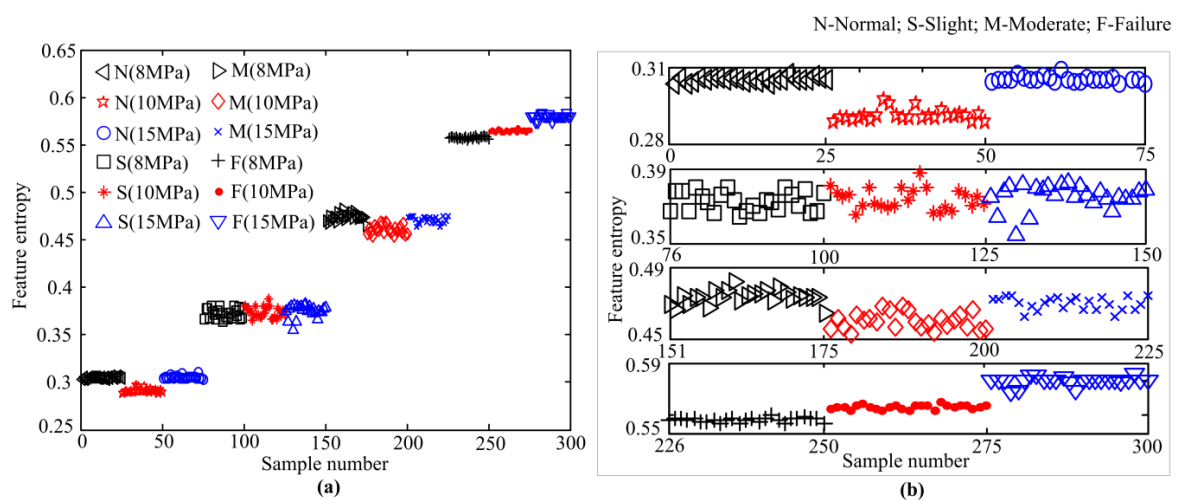 N-Normal; S-Slight; M-Moderate; F-Failure
0.65
0.6
0.55
0.5
0.45
0.4
0.35
0.3
0.25
Feature entropy
N(8MPa) M(8MPa)
N(10MPa) M(10MPa)
N(15MPa) M(15MPa)
S(8MPa) F(8MPa)
S(10MPa) F(10MPa)
S(15MPa) F(15MPa)
0 50 100 150 200 250 300
Sample number
(a)
Feature entropy
0.31
0.28
0 25 50 75
0.39
0.35
76 100 125 150
0.49
0.45
151 175 200 225
0.59
0.55
226 250 275 300
Sample number
(b)